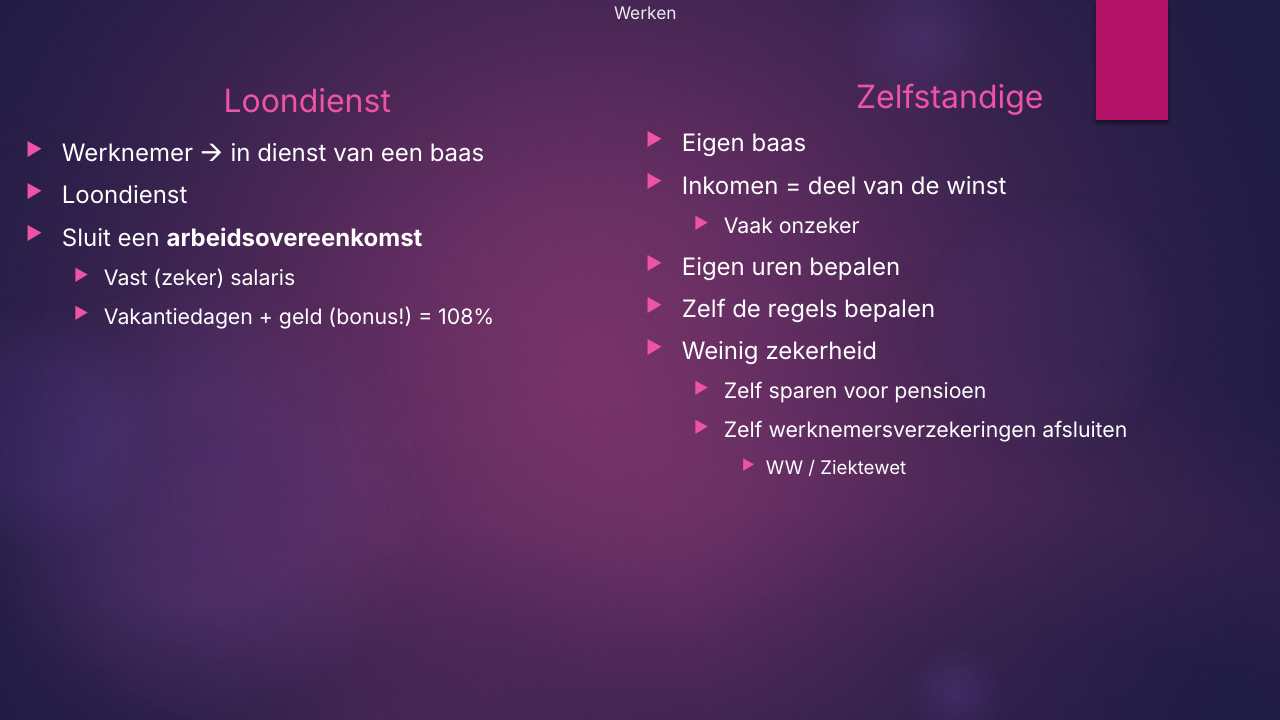 Werken
Loondienst
Werknemer → in dienst van een baas
Loondienst
Sluit een arbeidsovereenkomst
Vast (zeker) salaris
Vakantiedagen + geld (bonus!) = 108%
Zelfstandige
Eigen baas
Inkomen = deel van de winst
Vaak onzeker
Eigen uren bepalen
Zelf de regels bepalen
Weinig zekerheid
Zelf sparen voor pensioen
Zelf werknemersverzekeringen afsluiten
WW / Ziektewet